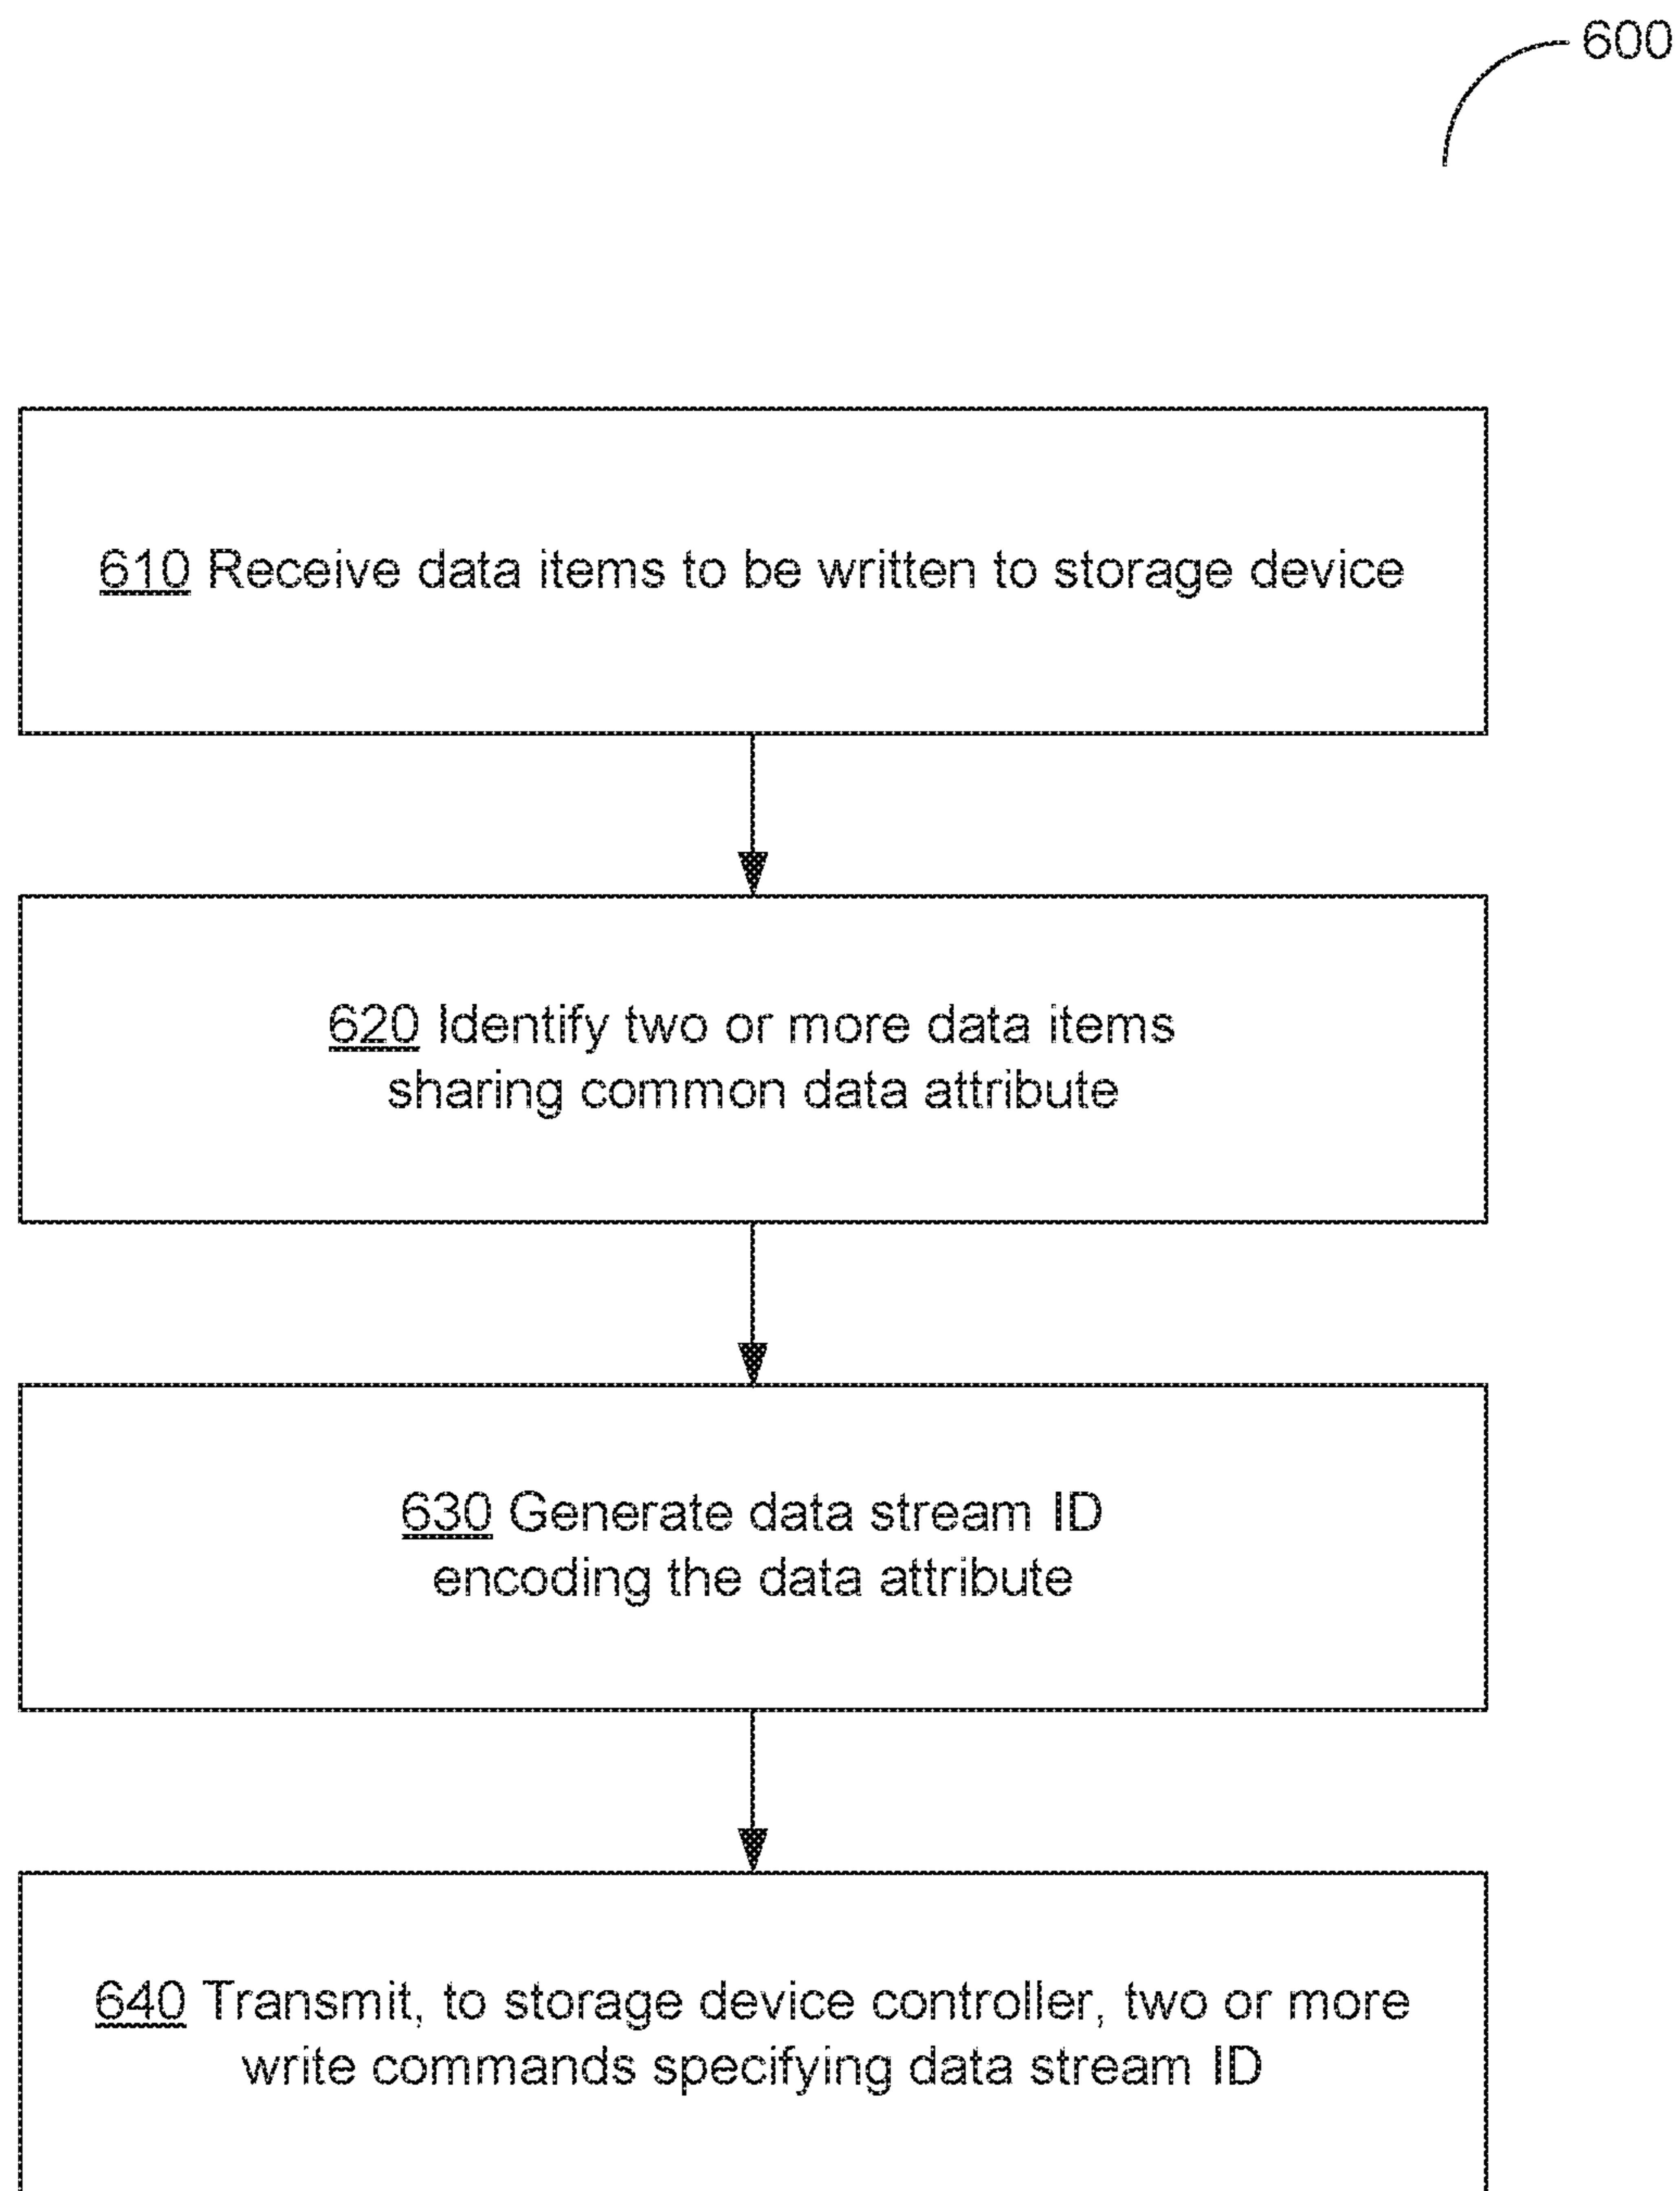 600
610 Receive data items to be written to storage device
620 Identify two or more data items
sharing common data attribute
630 Generate data stream ID
encoding the data attribute
640 Transmit, to storage device controller, two or more
write commands specifying data stream ID